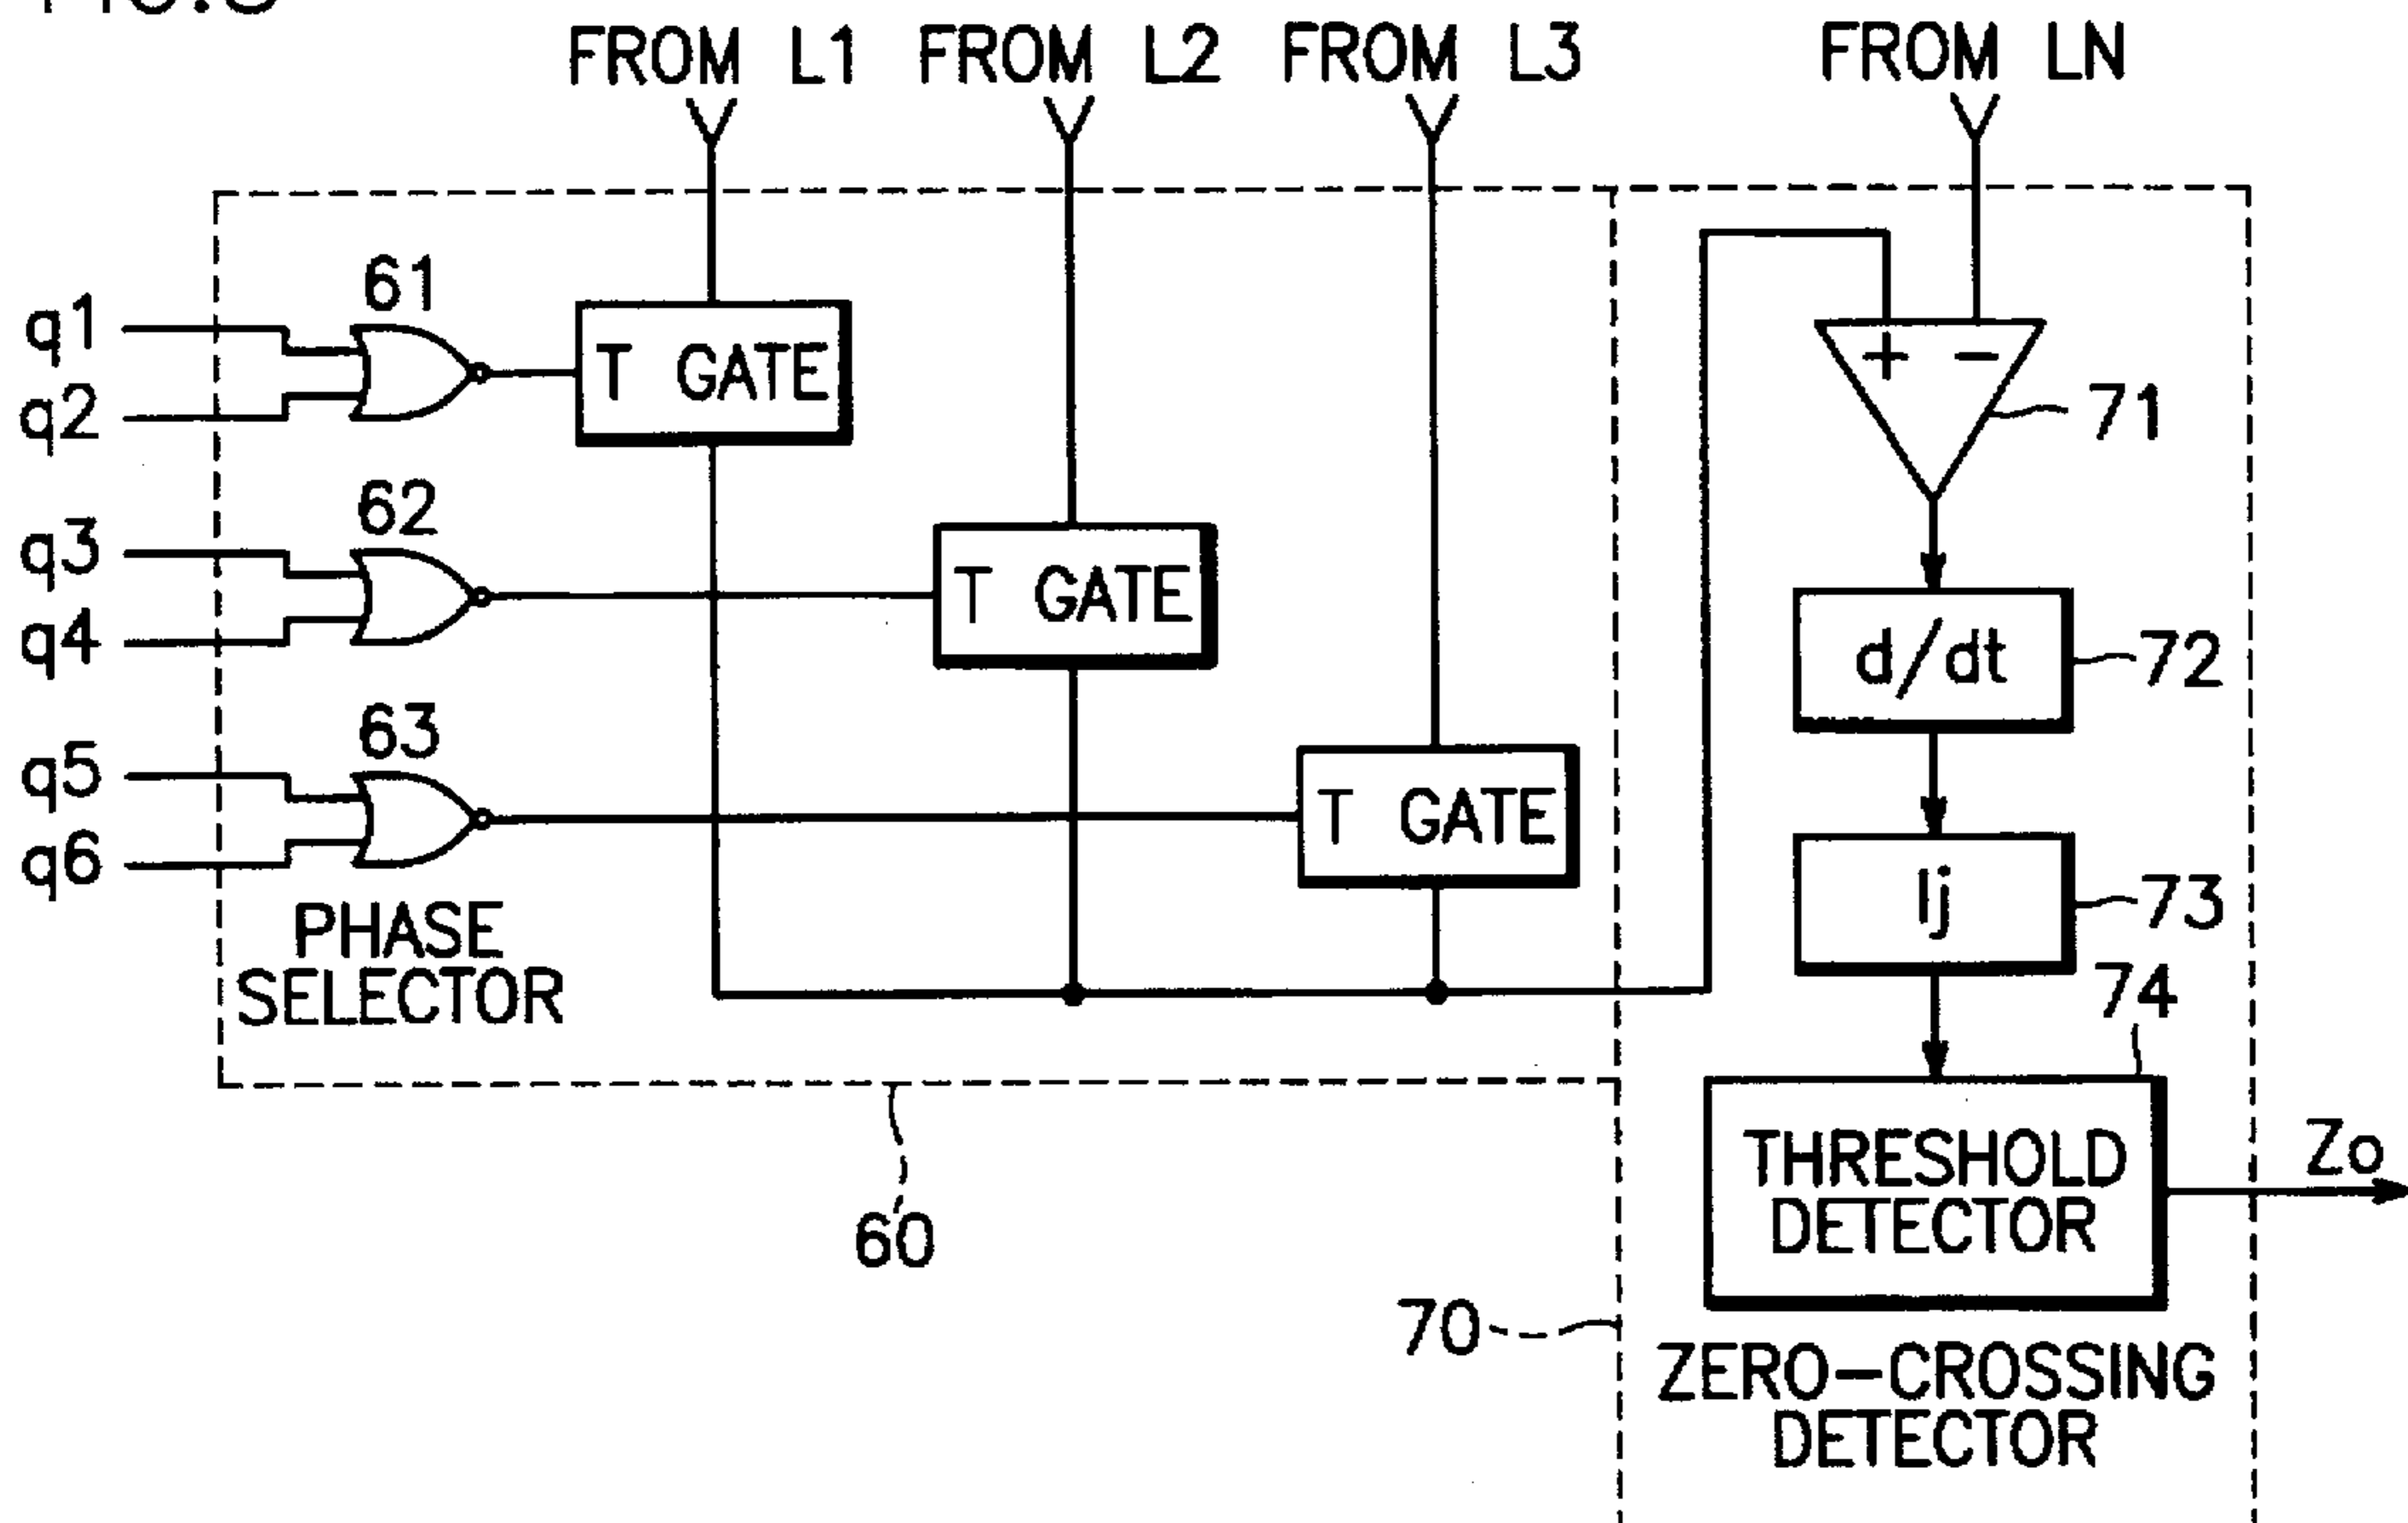 FROM L1 FROM L2 FROM L3 FROM LN
61
q1
q2
T GATE
+ −
71
62
q3
q4
T GATE
d/dt
72
63
q5
q6
T GATE
Ij
73
PHASE
SELECTOR
74
THRESHOLD
DETECTOR
Zo
60
70
ZERO-CROSSING
DETECTOR